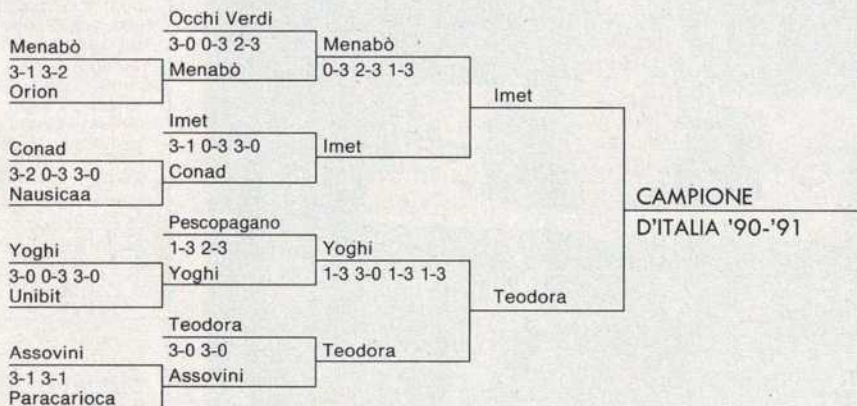 Menabò
3-1 3-2
Orion
Conad
3-2 0-3 3-0
Nausicaa
Yoghi
3-0 0-3 3-0
Unibit
Assovini
3-1 3-1
Paracarioca
Occhi Verdi
3-0 0-3 2-3
Menabò
Imet
3-1 0-3 3-0
Conad
Pescopagano
1-3 2-3
Yoghi
Teodora
3-0 3-0
Assovini
Menabò
0-3 2-3 1-3
Imet
Yoghi
1-3 3-0 1-3 1-3
Teodora
Imet
Teodora
CAMPIONE
D'ITALIA '90-'91